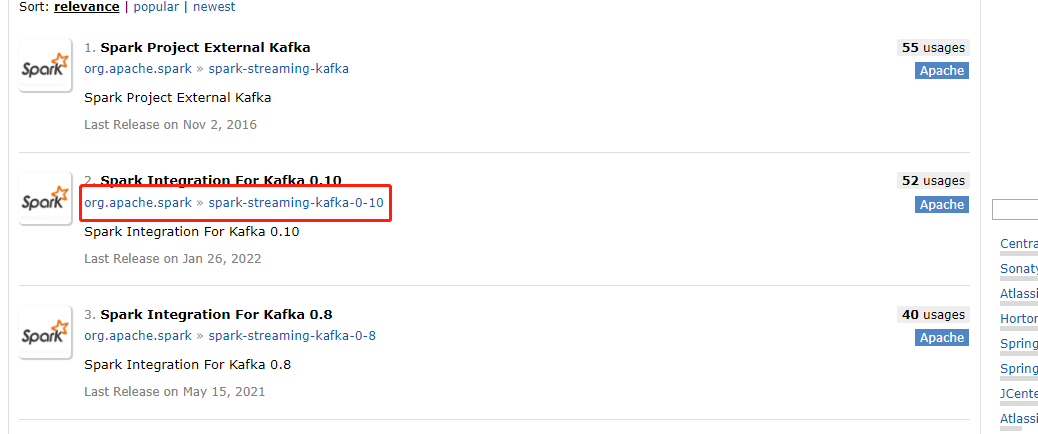 Sort: relevance | popular | newest
Spark
1. Spark Project External Kafka
55 usages
org.apache.spark » spark-streaming-kafka
Apache
Spark Project External Kafka
Last Release on Nov 2, 2016
Spark
2. Spark Integration For Kafka 0.10
52 usages
org.apache.spark » spark-streaming-kafka-0-10
Apache
Spark Integration For Kafka 0.10
Last Release on Jan 26, 2022
Spark
3. Spark Integration For Kafka 0.8
40 usages
org.apache.spark » spark-streaming-kafka-0-8
Apache
Spark Integration For Kafka 0.8
Last Release on May 15, 2021
Centra
Sonaty
Atlassi
Horton
Spring
Spring
JCente
Atlassi